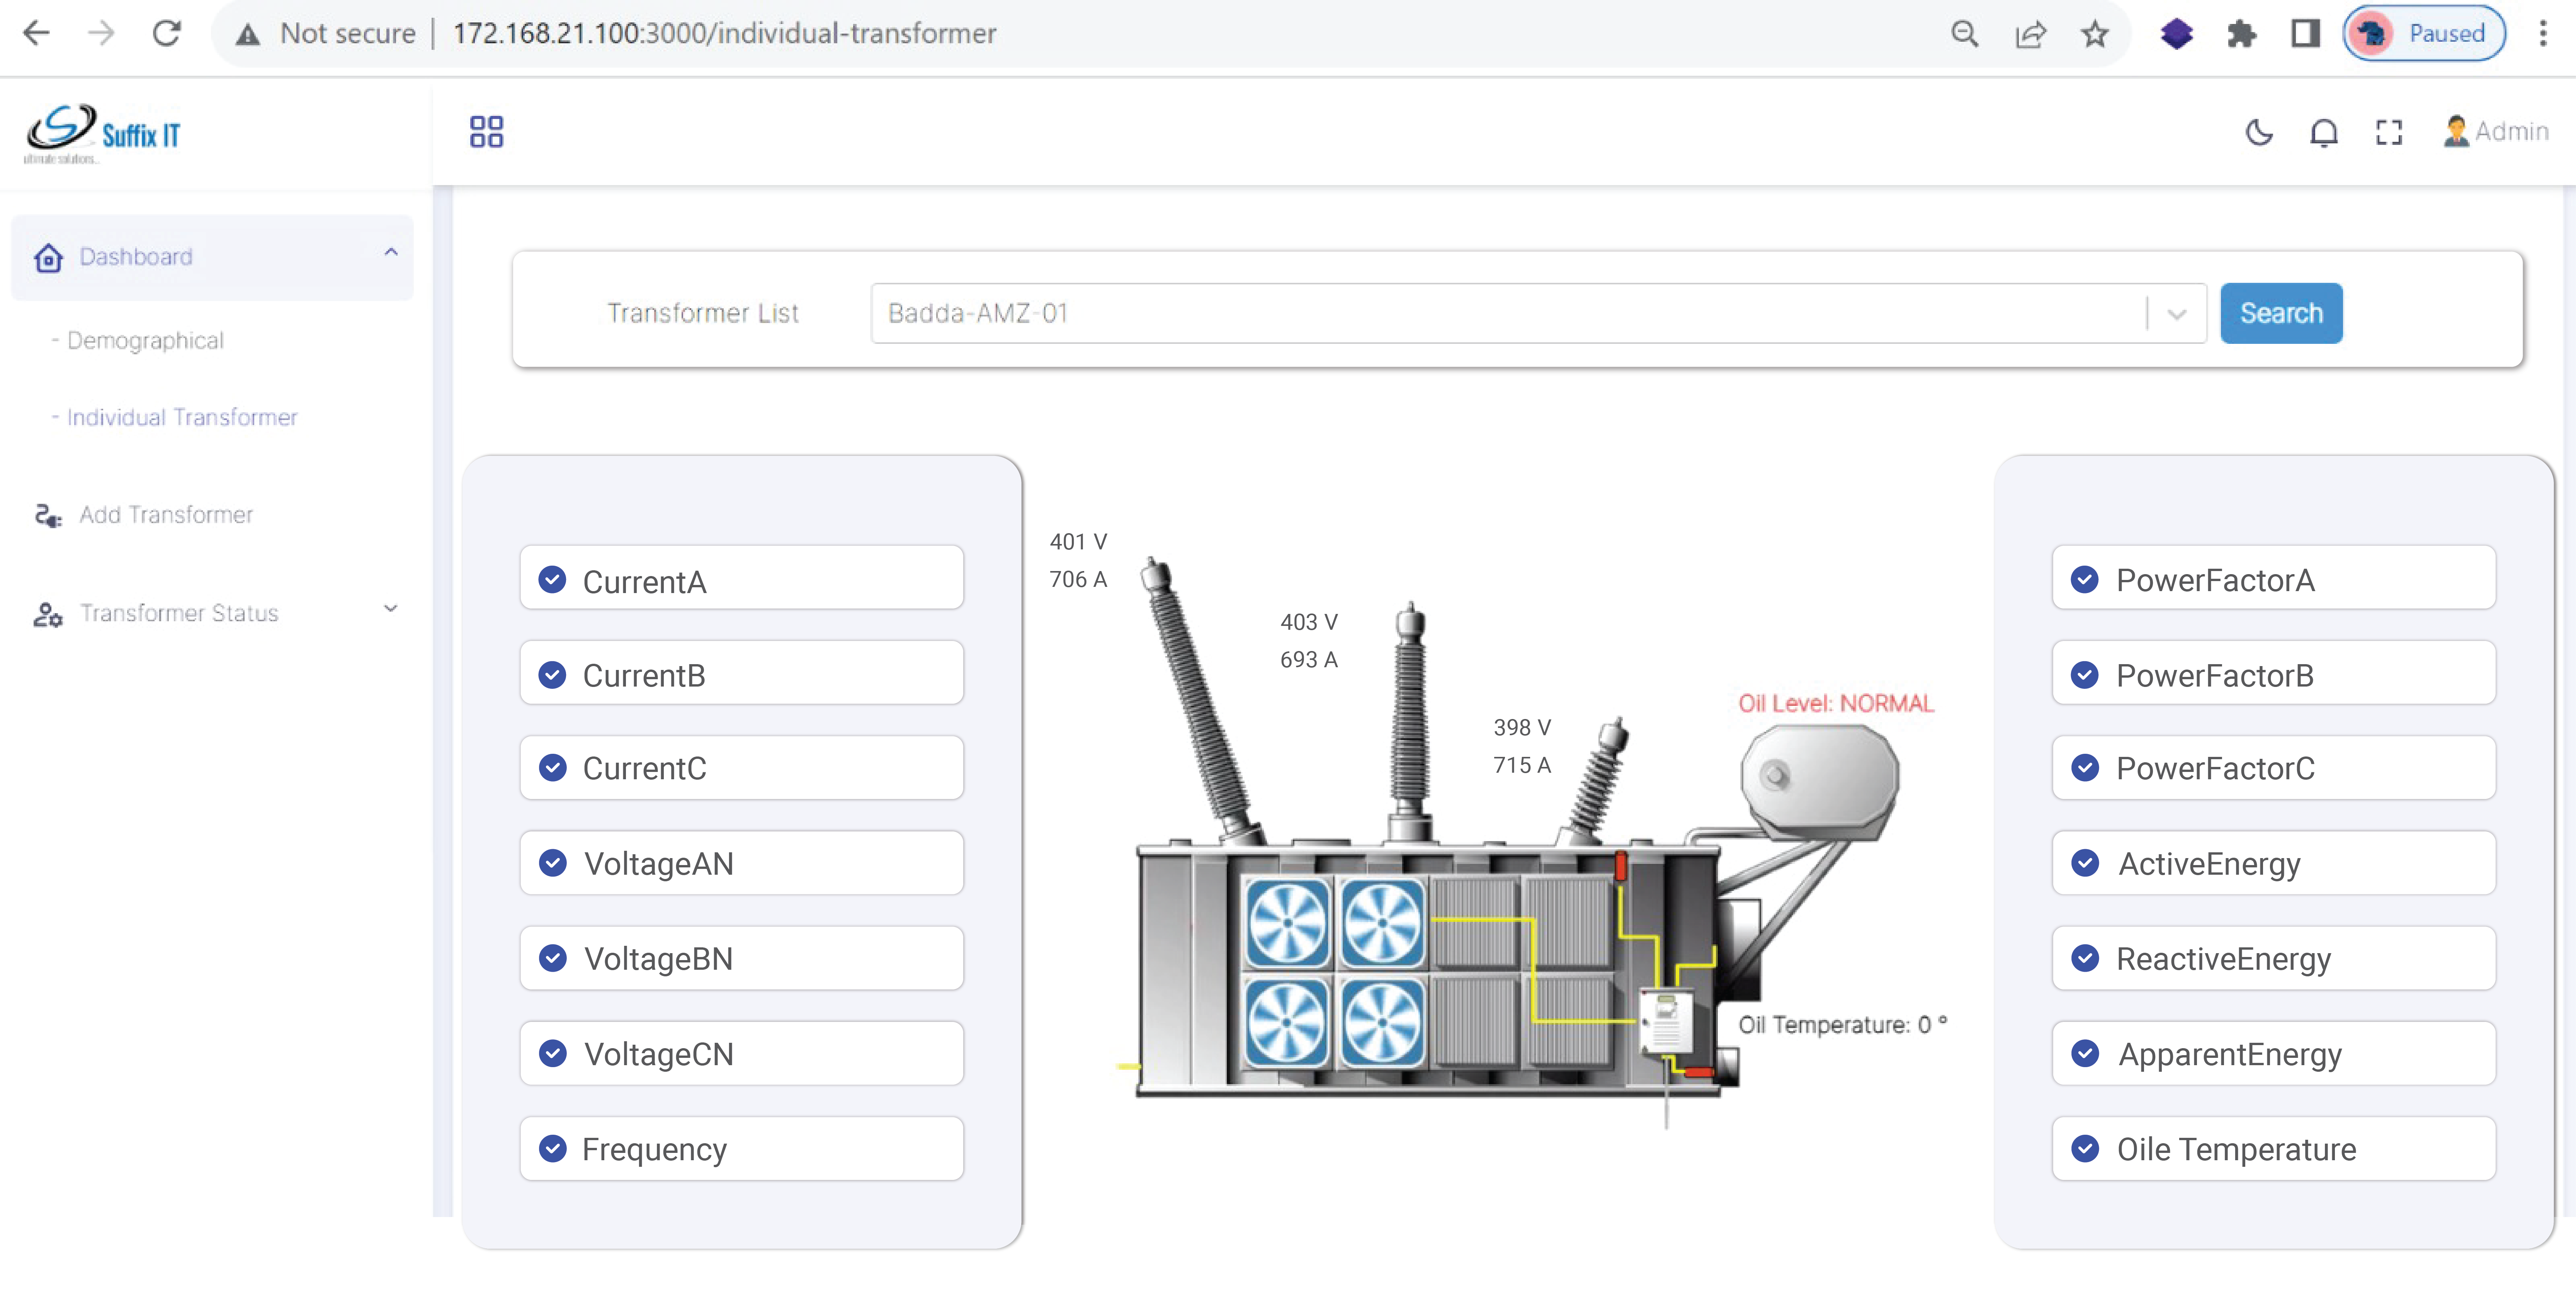 Not secure | 172.168.21.100:3000/individual-transformer
Paused
Suffix IT
ultimate solutions...
Admin
Dashboard
- Demographical
- Individual Transformer
Add Transformer
Transformer Status
Transformer List
Badda-AMZ-01
Search
CurrentA
CurrentB
CurrentC
VoltageAN
VoltageBN
VoltageCN
Frequency
401 V
706 A
403 V
693 A
398 V
715 A
Oil Level: NORMAL
Oil Temperature: 0 °
PowerFactorA
PowerFactorB
PowerFactorC
ActiveEnergy
ReactiveEnergy
ApparentEnergy
Oile Temperature